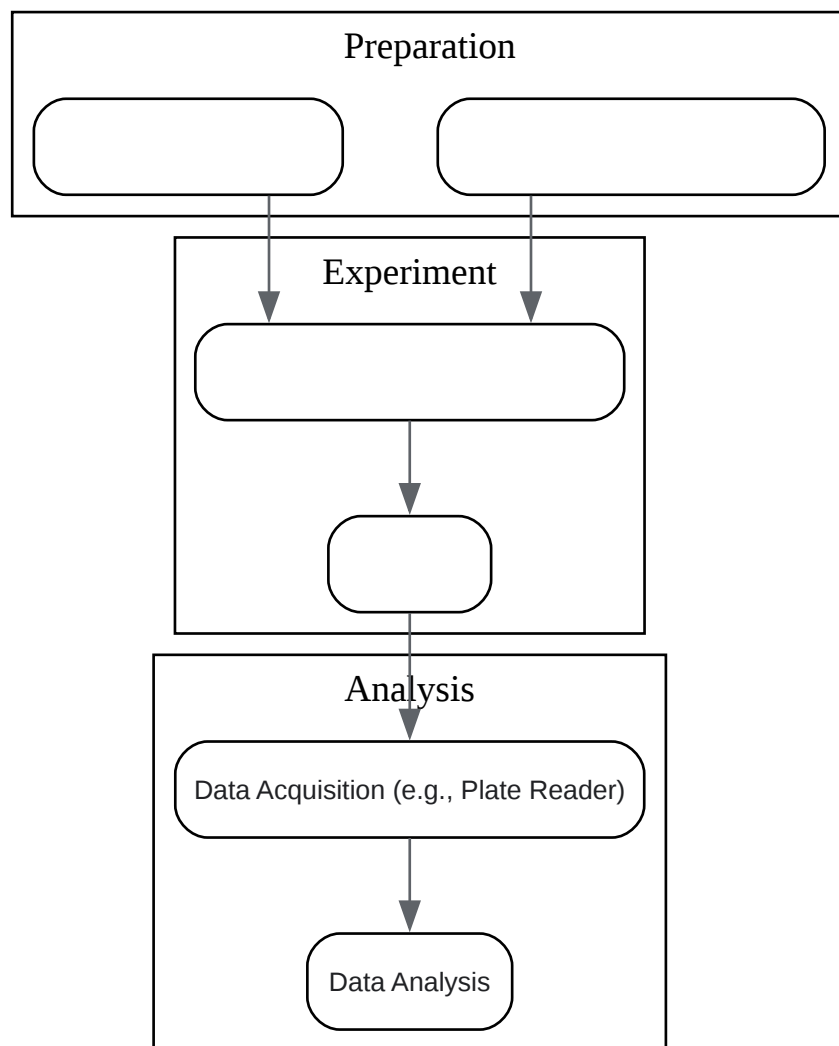 Preparation
Experiment
Analysis
Data Acquisition (e.g., Plate Reader)
Data Analysis